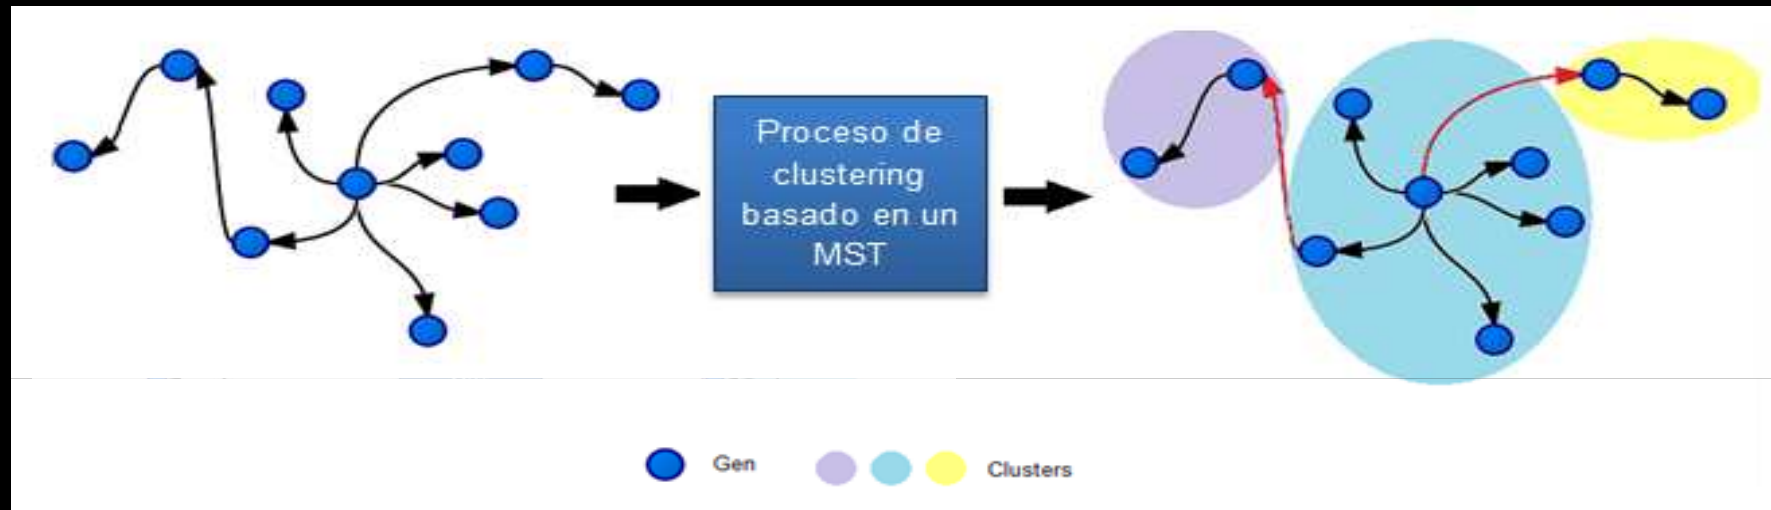 Proceso de
clustering
basado en un
MST
Gen
Clusters